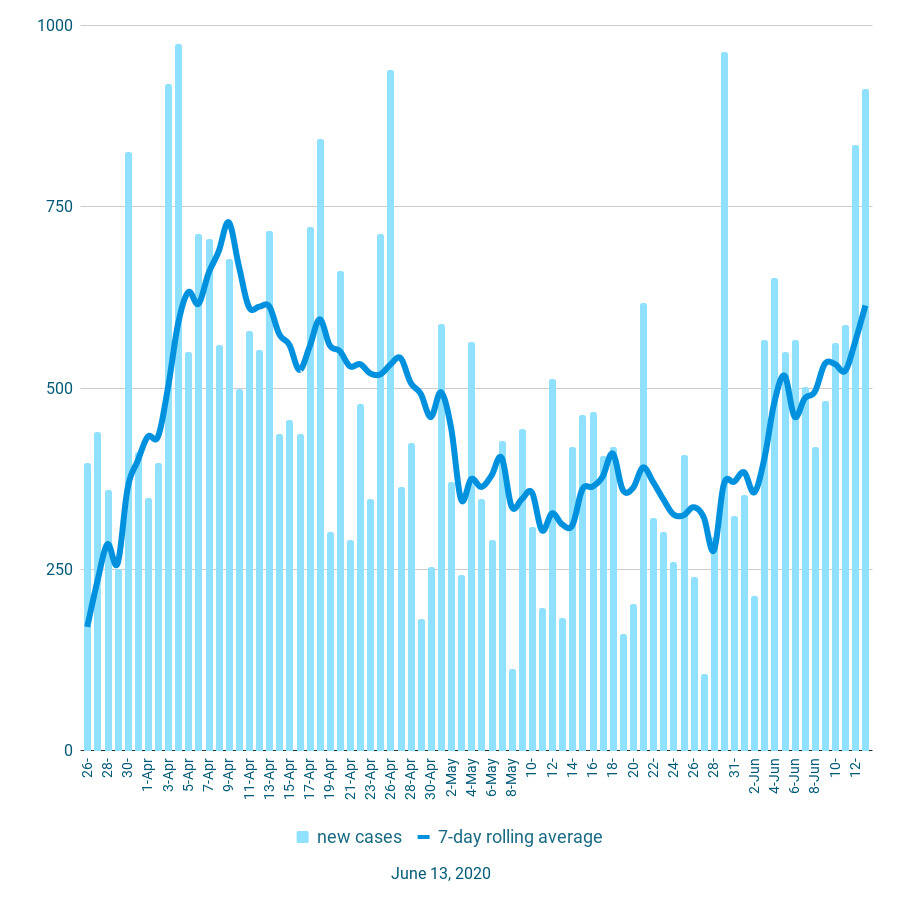 1000
750
500
250
0
26-
28-
30-
1-Apr
3-Apr
5-Apr
7-Apr
9-Apr
11-Apr
13-Apr
15-Apr
17-Apr
19-Apr
21-Apr
23-Apr
26-Apr
28-Apr
30-Apr
2-May
4-May
6-May
8-May
10-
12-
14-
16-
18-
20-
22-
24-
26-
28-
31-
2-Jun
4-Jun
6-Jun
8-Jun
10-
12-
new cases
7-day rolling average
June 13, 2020